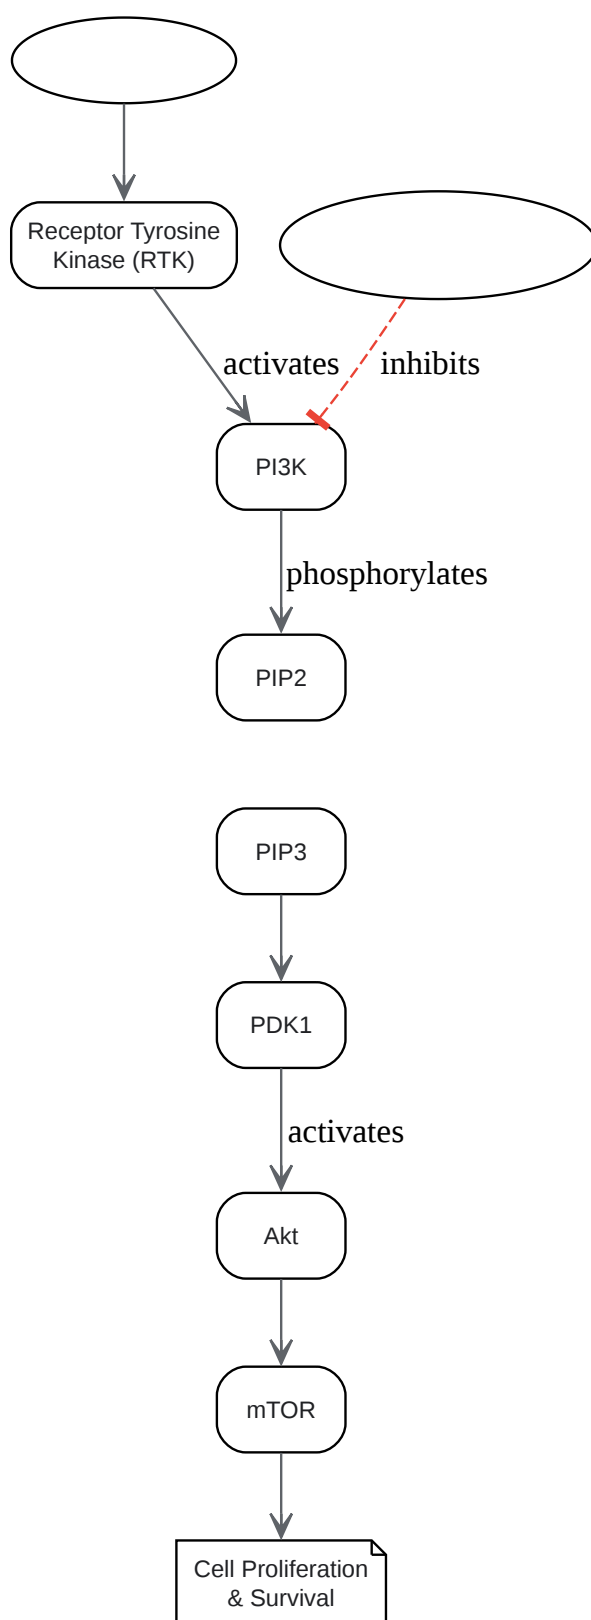 Receptor Tyrosine
Kinase (RTK)
activates
inhibits
PI3K
phosphorylates
PIP2
PIP3
PDK1
activates
Akt
mTOR
Cell Proliferation
& Survival